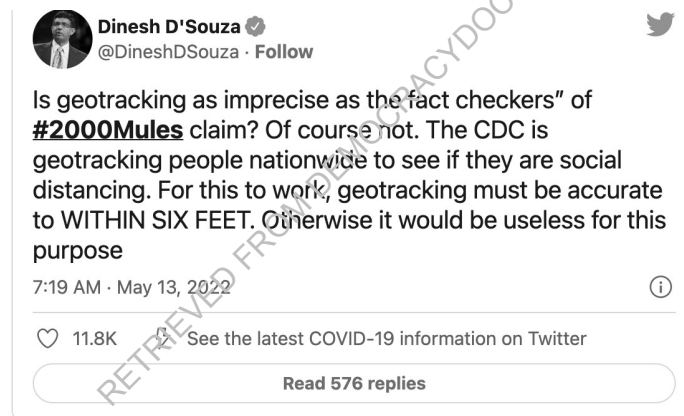 Dinesh D'Souza
@DineshDSouza · Follow
Is geotracking as imprecise as the fact checkers” of
#2000Mules claim? Of course not. The CDC is
geotracking people nationwide to see if they are social
distancing. For this to work, geotracking must be accurate
to WITHIN SIX FEET. Otherwise it would be useless for this
purpose
7:19 AM · May 13, 2022
11.8K See the latest COVID-19 information on Twitter
Read 576 replies
RETRIEVED FROM DEMOCRACYDOC